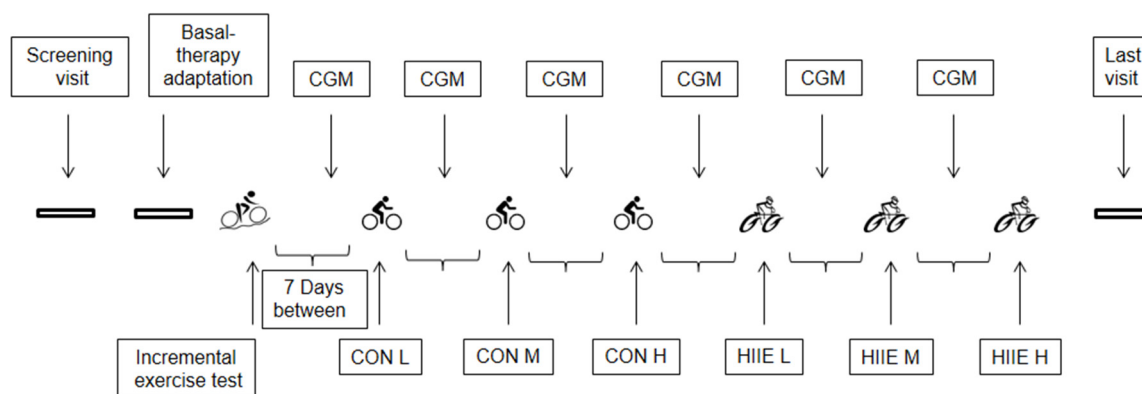 Screening
visit
Basal-
therapy
adaptation
CGM
CGM
CGM
CGM
CGM
CGM
Last
visit
7 Days
between
Incremental
exercise test
CON L
CON M
CON H
HIIE L
HIIE M
HIIE H